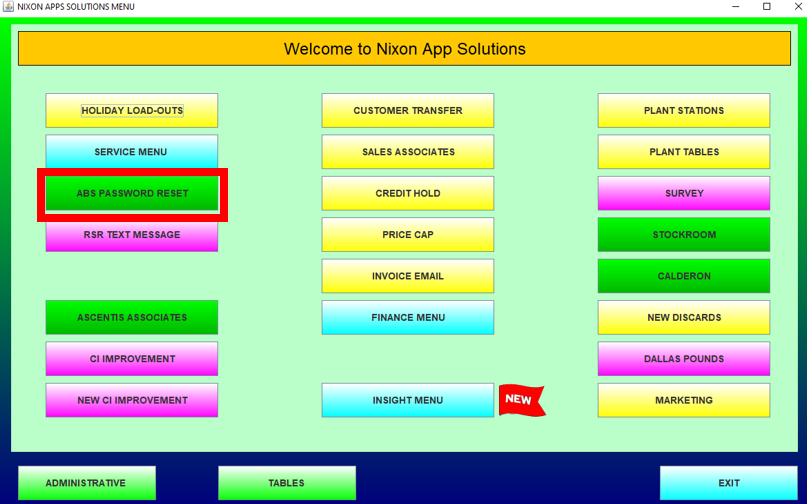 NIXON APPS SOLUTIONS MENU
Welcome to Nixon App Solutions
HOLIDAY LOAD-OUTS
SERVICE MENU
ABS PASSWORD RESET
RSR TEXT MESSAGE
ASCENTIS ASSOCIATES
CI IMPROVEMENT
NEW CI IMPROVEMENT
CUSTOMER TRANSFER
SALES ASSOCIATES
CREDIT HOLD
PRICE CAP
INVOICE EMAIL
FINANCE MENU
INSIGHT MENU
NEW
PLANT STATIONS
PLANT TABLES
SURVEY
STOCKROOM
CALDERON
NEW DISCARDS
DALLAS POUNDS
MARKETING
ADMINISTRATIVE
TABLES
EXIT